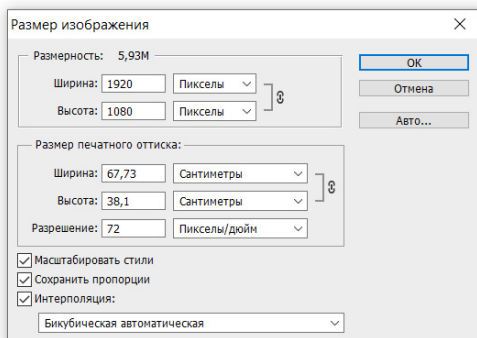 Размер изображения
Размерность: 5,93M
OK
Ширина: 1920 Пикселы
Отмена
Высота: 1080 Пикселы
Авто...
Размер печатного оттиска:
Ширина: 67,73 Сантиметры
Высота: 38,1 Сантиметры
Разрешение: 72 Пикселы/дюйм
Масштабировать стили
Сохранить пропорции
Интерполяция:
Бикубическая автоматическая